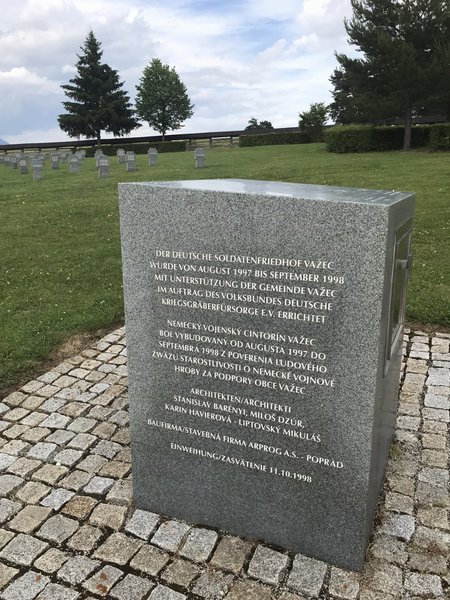 DER DEUTSCHE SOLDATENFRIEDHOF VAŽEC
WURDE VON AUGUST 1997 BIS SEPTEMBER 1998
MIT UNTERSTÜTZUNG DER GEMEINDE VAŽEC
IM AUFTRAG DES VOLKSBUNDES DEUTSCHE
KRIEGSGRÄBERFÜRSORGE E.V. ERRICHTET
NEMECKÝ VOJENSKÝ CINTORÍN VAŽEC
BOL VYBUDOVANÝ OD AUGUSTA 1997 DO
SEPTEMBRA 1998 Z POVERENIA ĽUDOVÉHO
ZVÄZU STAROSTLIVOSTI O NEMECKÉ VOJNOVÉ
HROBY ZA PODPORY OBCE VAŽEC
ARCHITEKTEN/ARCHITEKTI
STANISLAV BARÉNYI, MILOŠ DZÚR,
KARIN HAVIEROVÁ - LIPTOVSKÝ MIKULÁŠ
BAUFIRMA/STAVEBNÁ FIRMA ARPROG A.S. - POPRAD
EINWEIHUNG/ZASVÄTENIE 11.10.1998